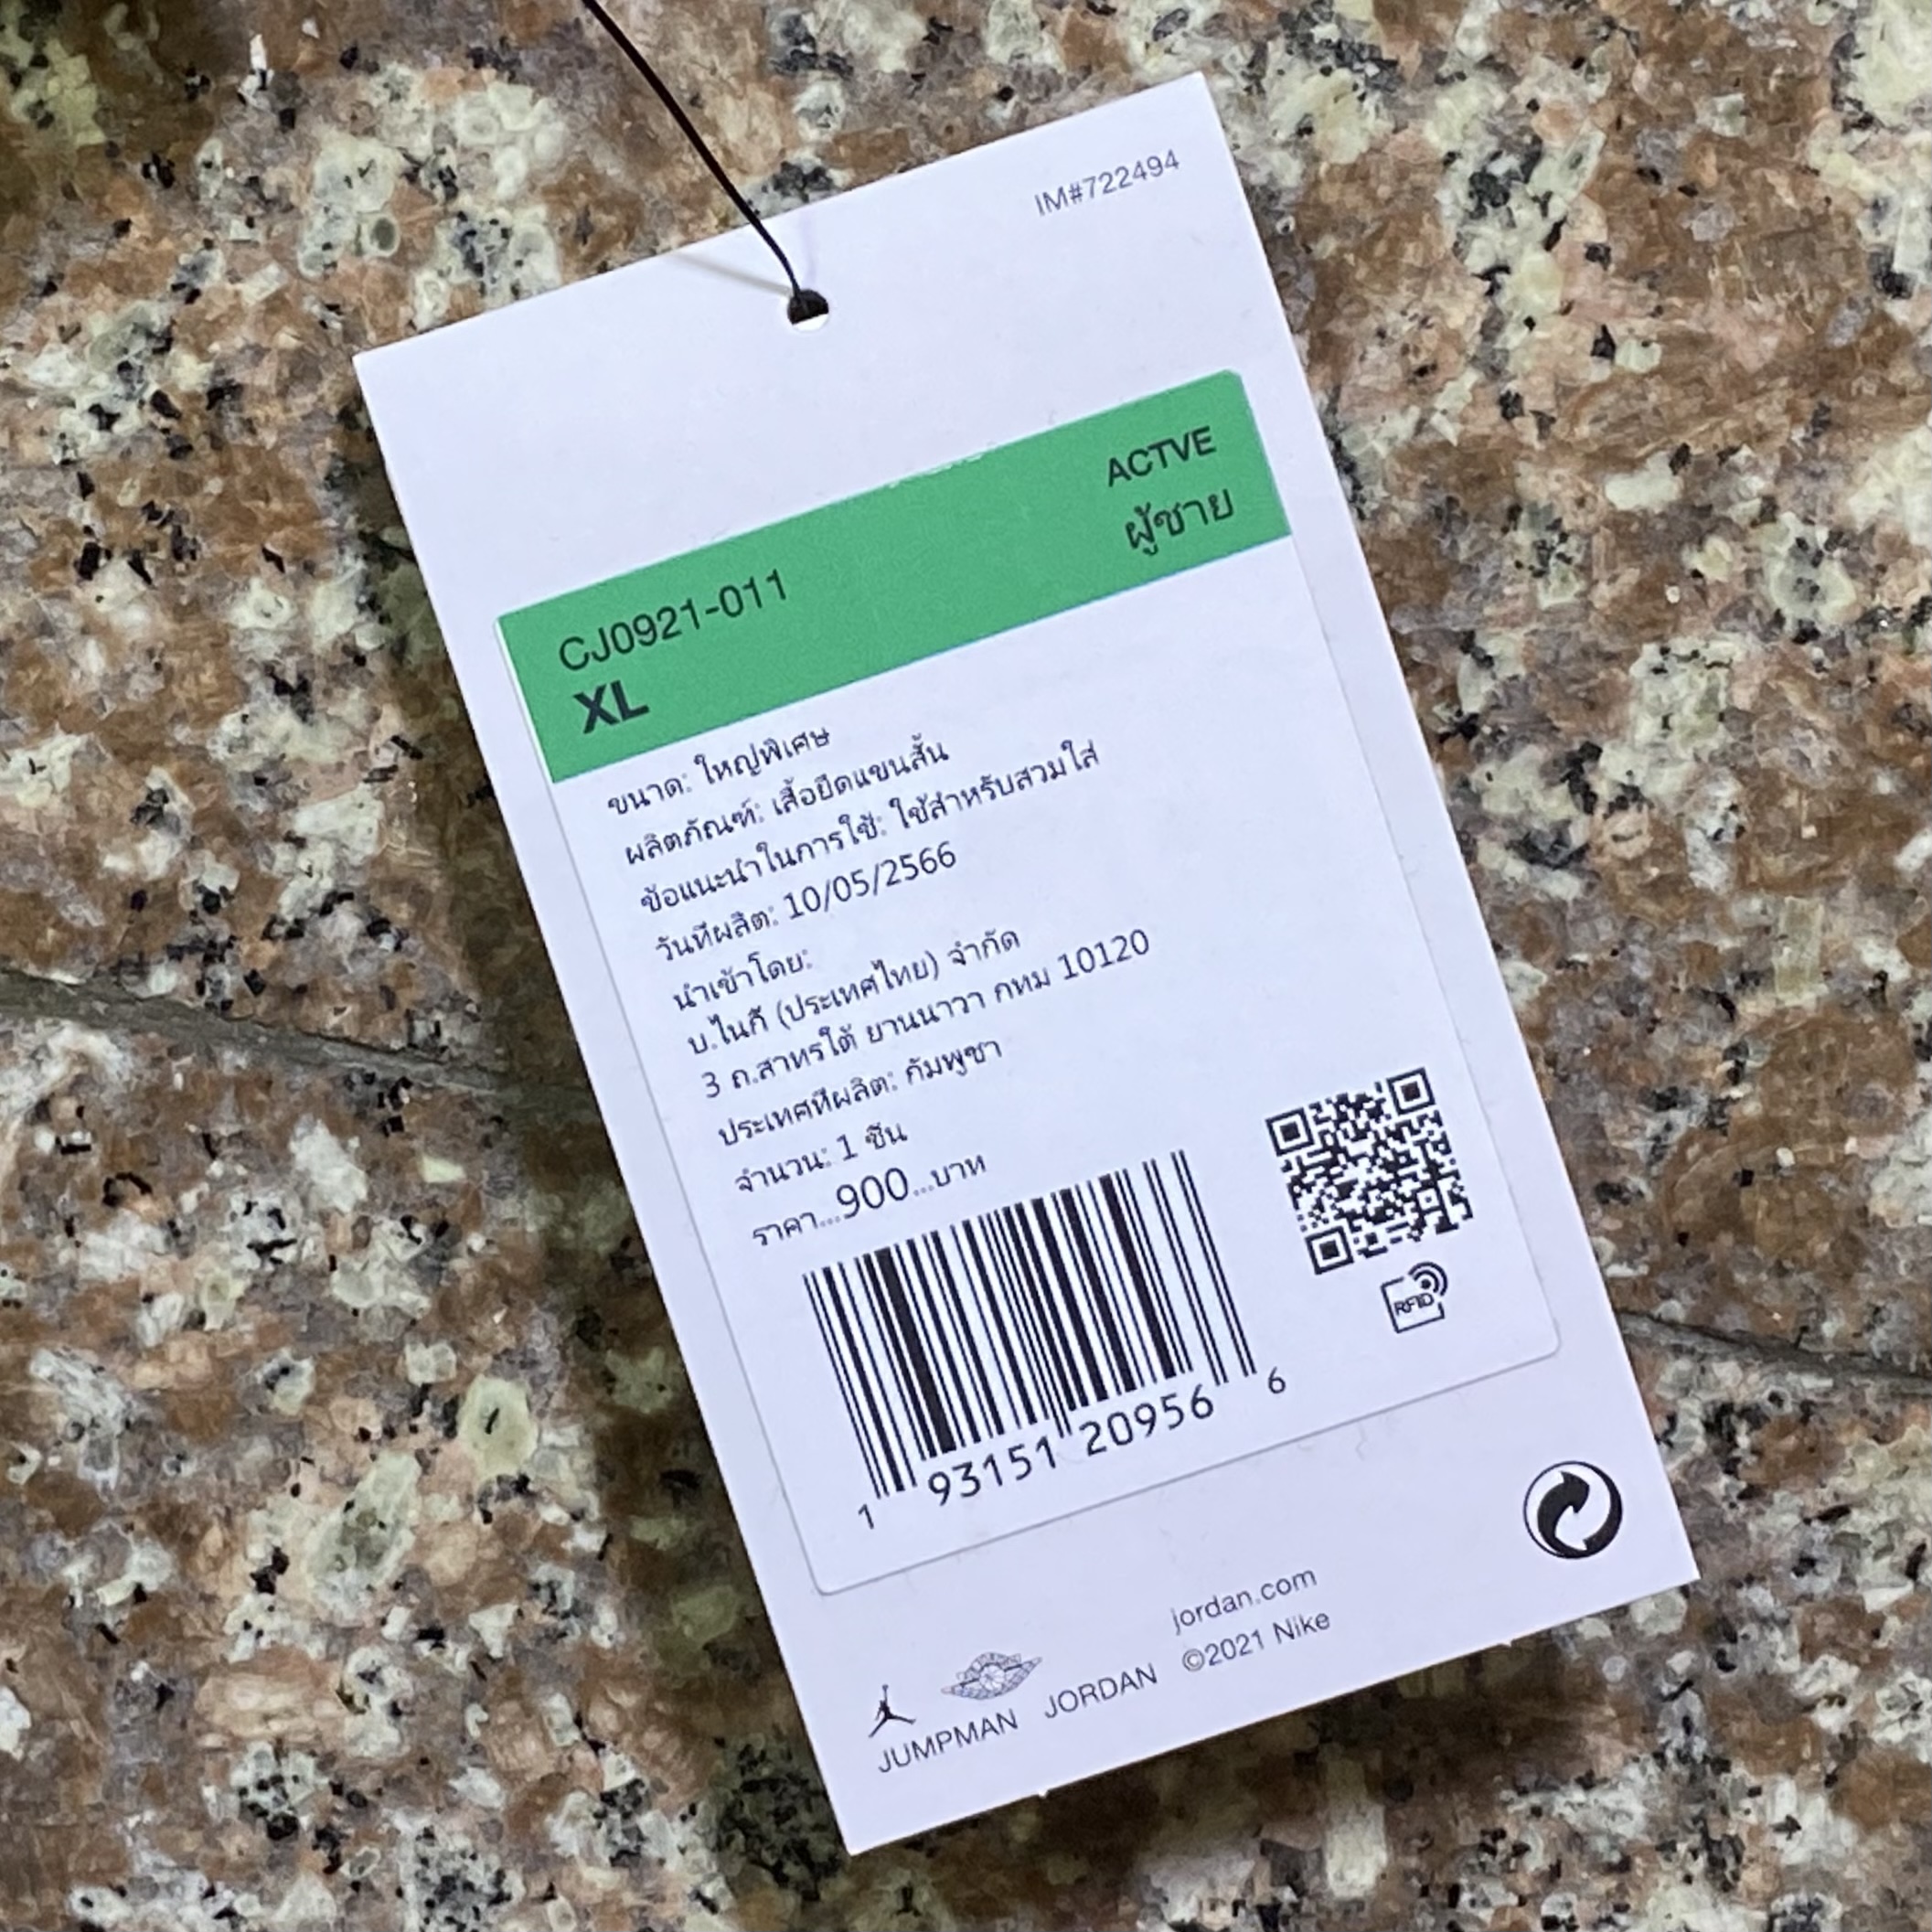 IM#722494
ACTVE
ผู้ชาย
CJ0921-011
XL
ขนาด: ใหญ่พิเศษ
ผลิตภัณฑ์: เสื้อยืดแขนสั้น
ข้อแนะนำในการใช้: ใช้สำหรับสวมใส่
วันที่ผลิต: 10/05/2566
นำเข้าโดย:
บ.ไนกี้ (ประเทศไทย) จำกัด
3 ถ.สาทรใต้ ยานนาวา กทม 10120
ประเทศที่ผลิต: กัมพูชา
จำนวน: 1 ชิ้น
ราคา...900...บาท
RFID
1 93151 20956 6
jordan.com
©2021 Nike
JUMPMAN JORDAN